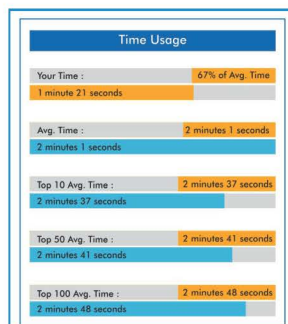 Time Usage
Your Time : 67% of Avg. Time
1 minute 21 seconds
Avg. Time : 2 minutes 1 seconds
2 minutes 1 seconds
Top 10 Avg. Time : 2 minutes 37 seconds
2 minutes 37 seconds
Top 50 Avg. Time : 2 minutes 41 seconds
2 minutes 41 seconds
Top 100 Avg. Time : 2 minutes 48 seconds
2 minutes 48 seconds